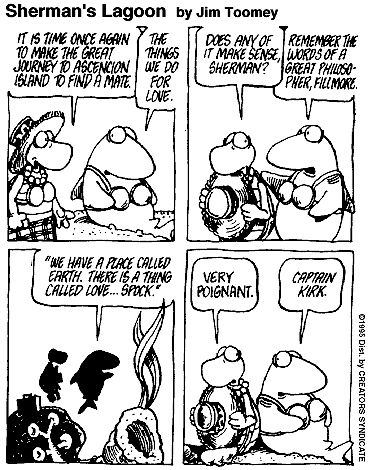 Sherman's Lagoon by Jim Toomey
IT IS TIME ONCE AGAIN
TO MAKE THE GREAT
JOURNEY TO ASCENCION
ISLAND TO FIND A MATE.
THE
THINGS
WE DO
FOR
LOVE.
DOES ANY OF
IT MAKE SENSE,
SHERMAN?
REMEMBER THE
WORDS OF A
GREAT PHILOSO-
PHER, FILLMORE.
"WE HAVE A PLACE CALLED
EARTH. THERE IS A THING
CALLED LOVE... SPOCK."
VERY
POIGNANT.
CAPTAIN
KIRK.
©1995 Dist. by CREATORS SYNDICATE